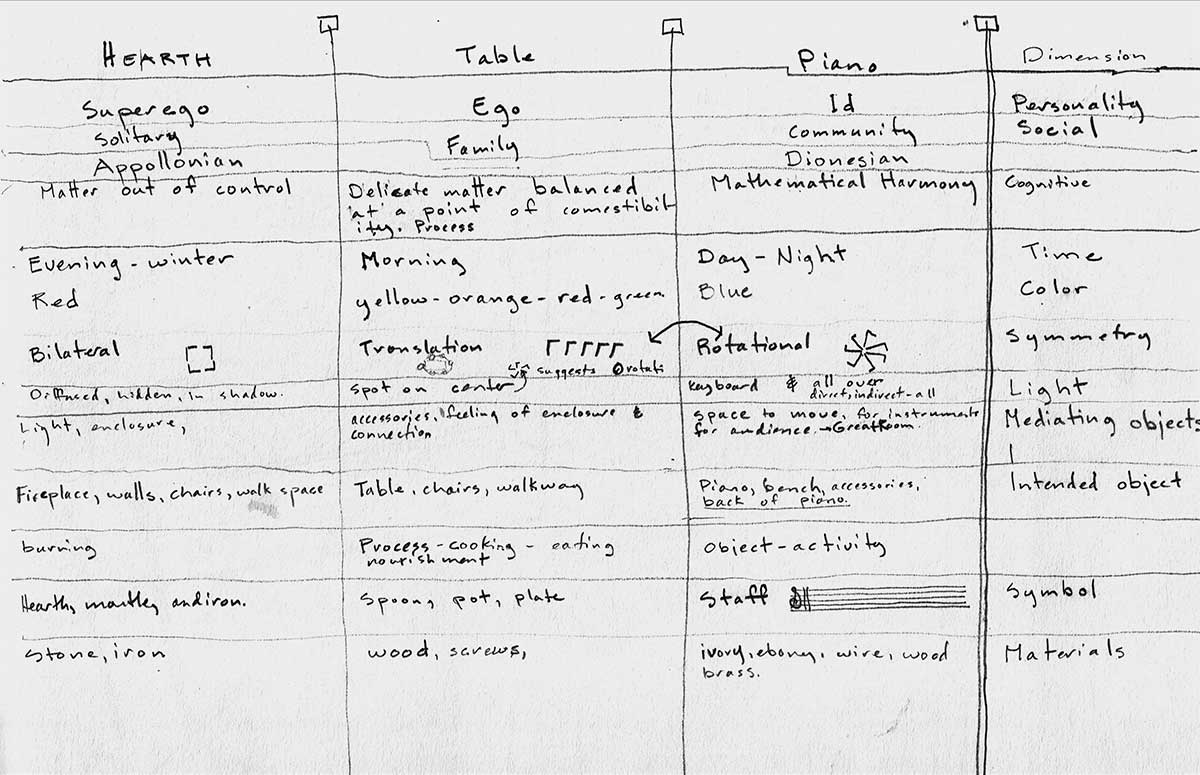 HEARTH Table Piano Dimension
Superego Ego Id Personality
Solitary Family Community Social
Appollonian Dionesian
Matter out of control Delicate matter balanced Mathematical Harmony Cognitive
at a point of comestibil
ity. Process
Evening - winter Morning Day - Night Time
Red yellow - orange - red - green Blue Color
Bilateral Translation Rotational Symmetry
suggests rotati
hidden, in shadow. spot on center Keyboard & all over Light
direct, indirect - all
Light, enclosure, accessories, feeling of enclosure & space to move, for instruments Mediating objects
connection for audience. → GreatRoom.
Fireplace, walls, chairs, walk space Table, chairs, walkway Piano, bench, accessories, Intended object
back of piano.
burning Process - cooking - eating Object - activity
nourishment
Hearth, mantle, andiron. Spoon, pot, plate Staff Symbol
Stone, iron wood, screws, ivory, ebony, wire, wood Materials
brass.